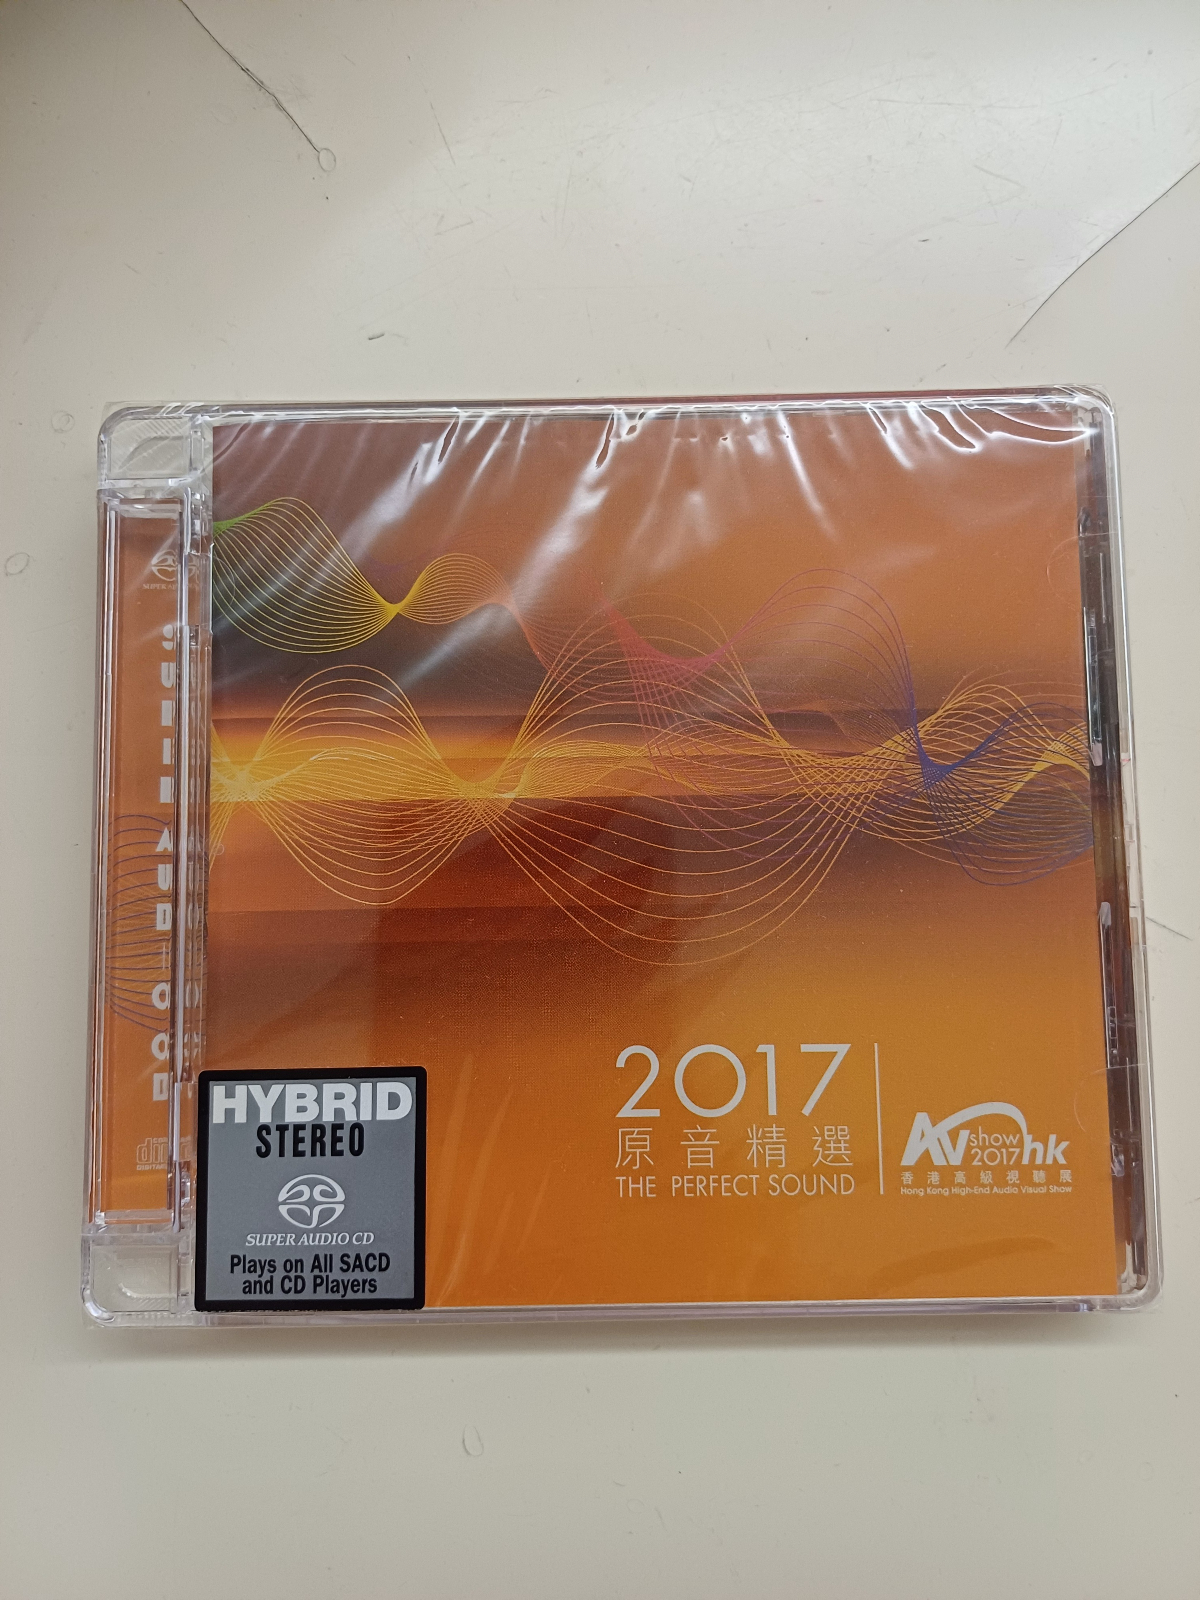 2017
原音精選
THE PERFECT SOUND
AV show 2017 hk
香港高級視聽展
Hong Kong High-End Audio Visual Show
HYBRID
STEREO
SUPER AUDIO CD
Plays on All SACD
and CD Players